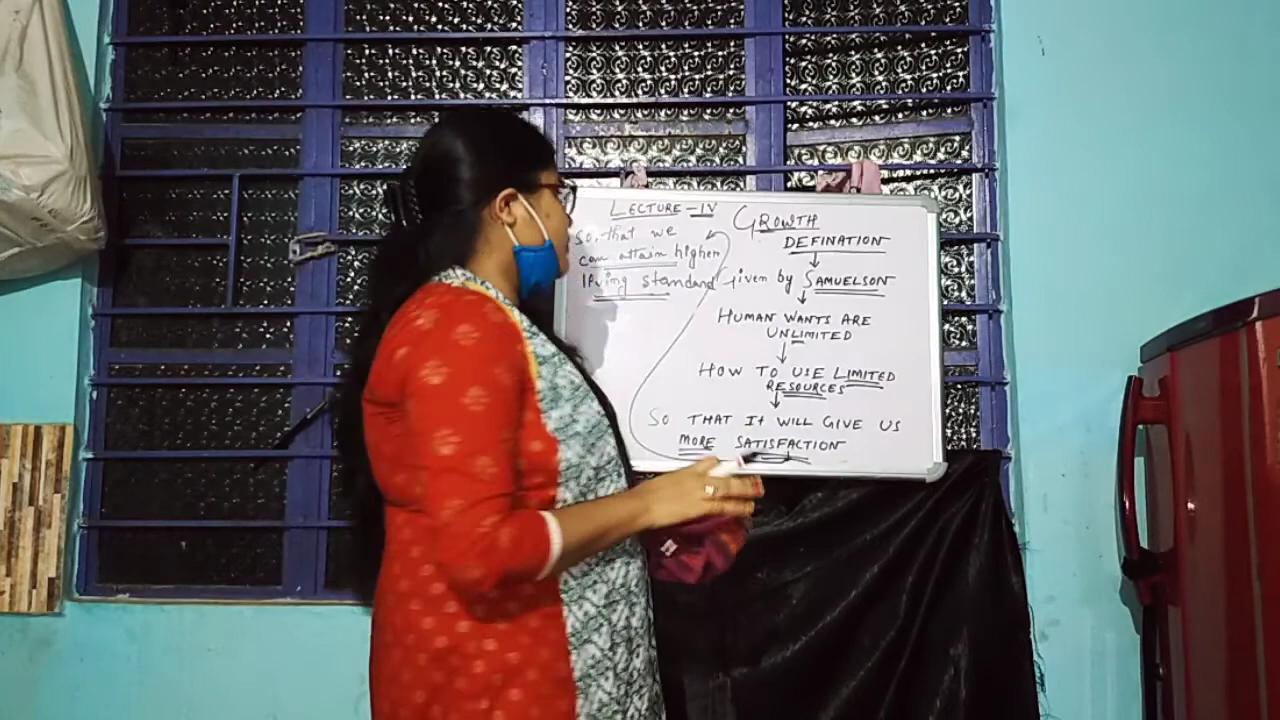 LECTURE - IV
GROWTH
DEFINATION
given by SAMUELSON
HUMAN WANTS ARE
UNLIMITED
HOW TO USE LIMITED
RESOURCES
SO THAT IT WILL GIVE US
MORE SATISFACTION
So, that we
can attain higher
living standard